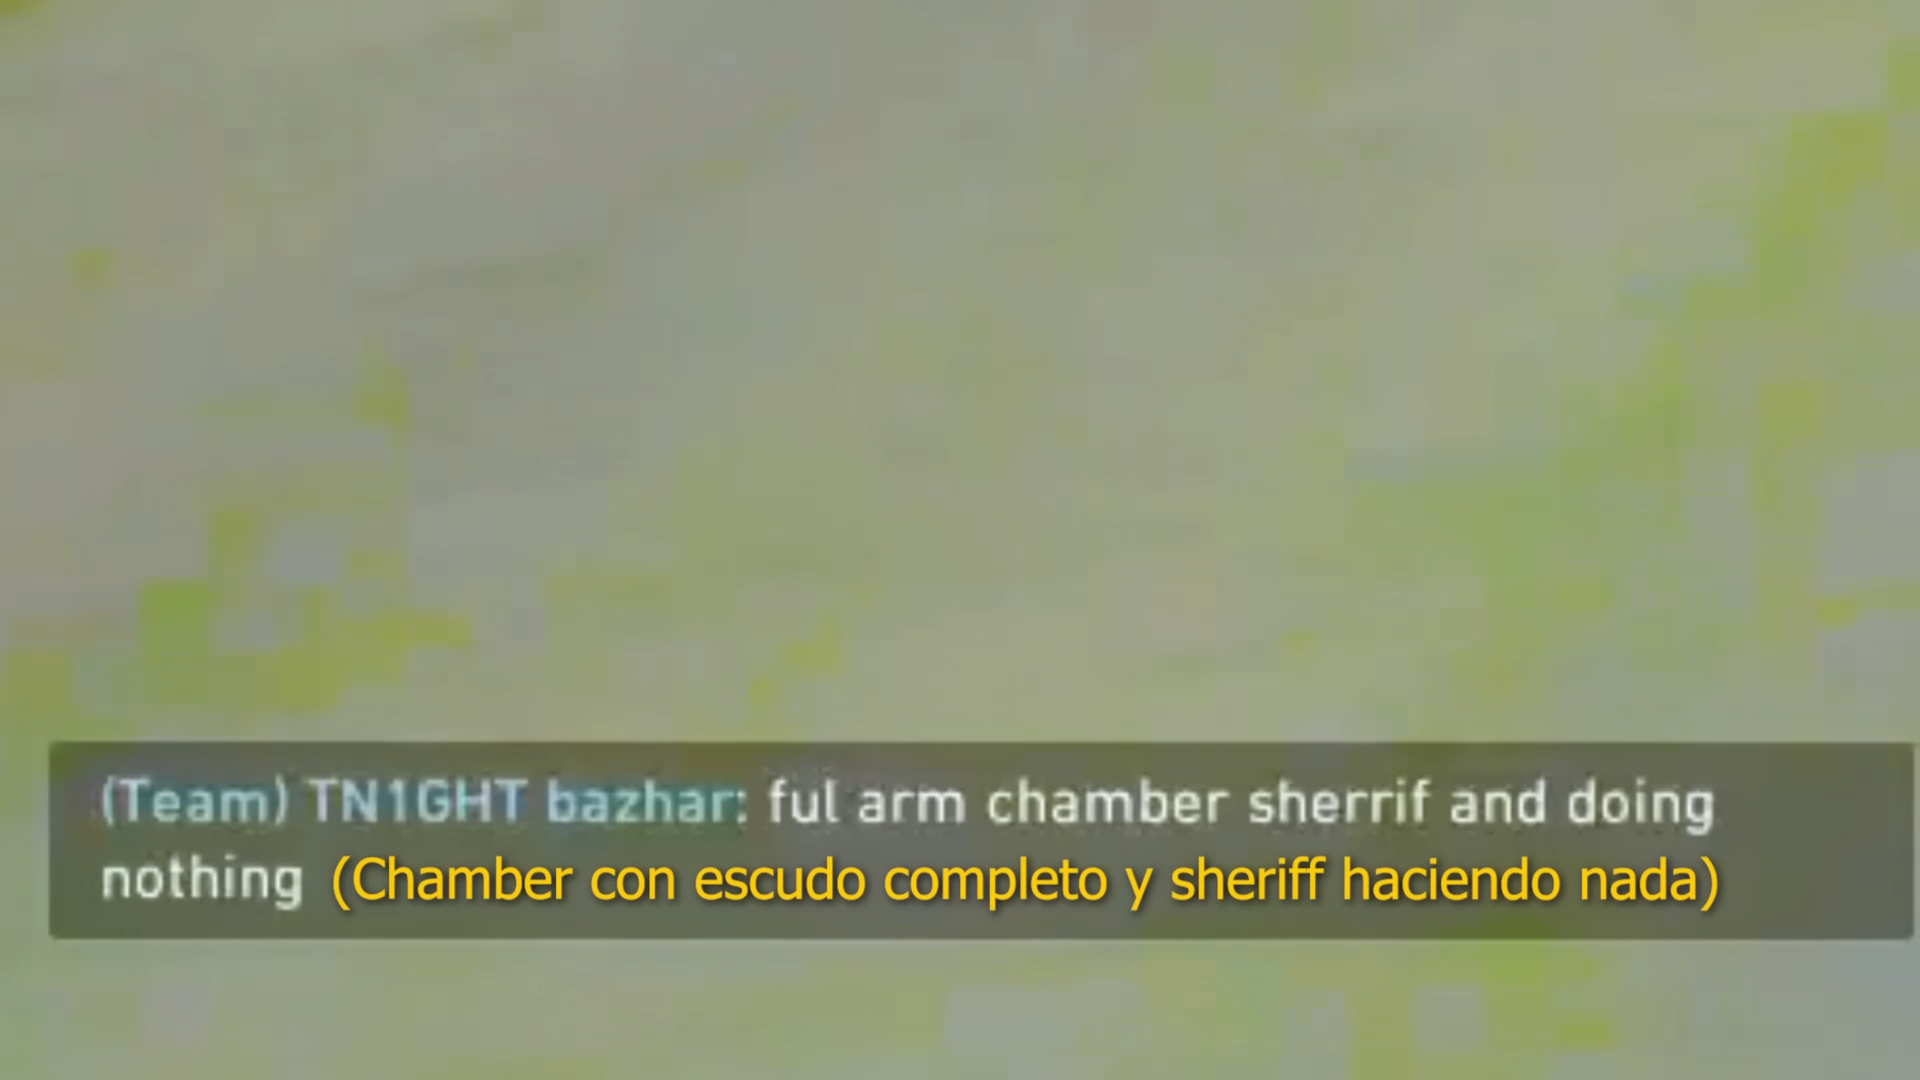 (Team) TN1GHT bazhar: ful arm chamber sherrif and doing
nothing (Chamber con escudo completo y sheriff haciendo nada)